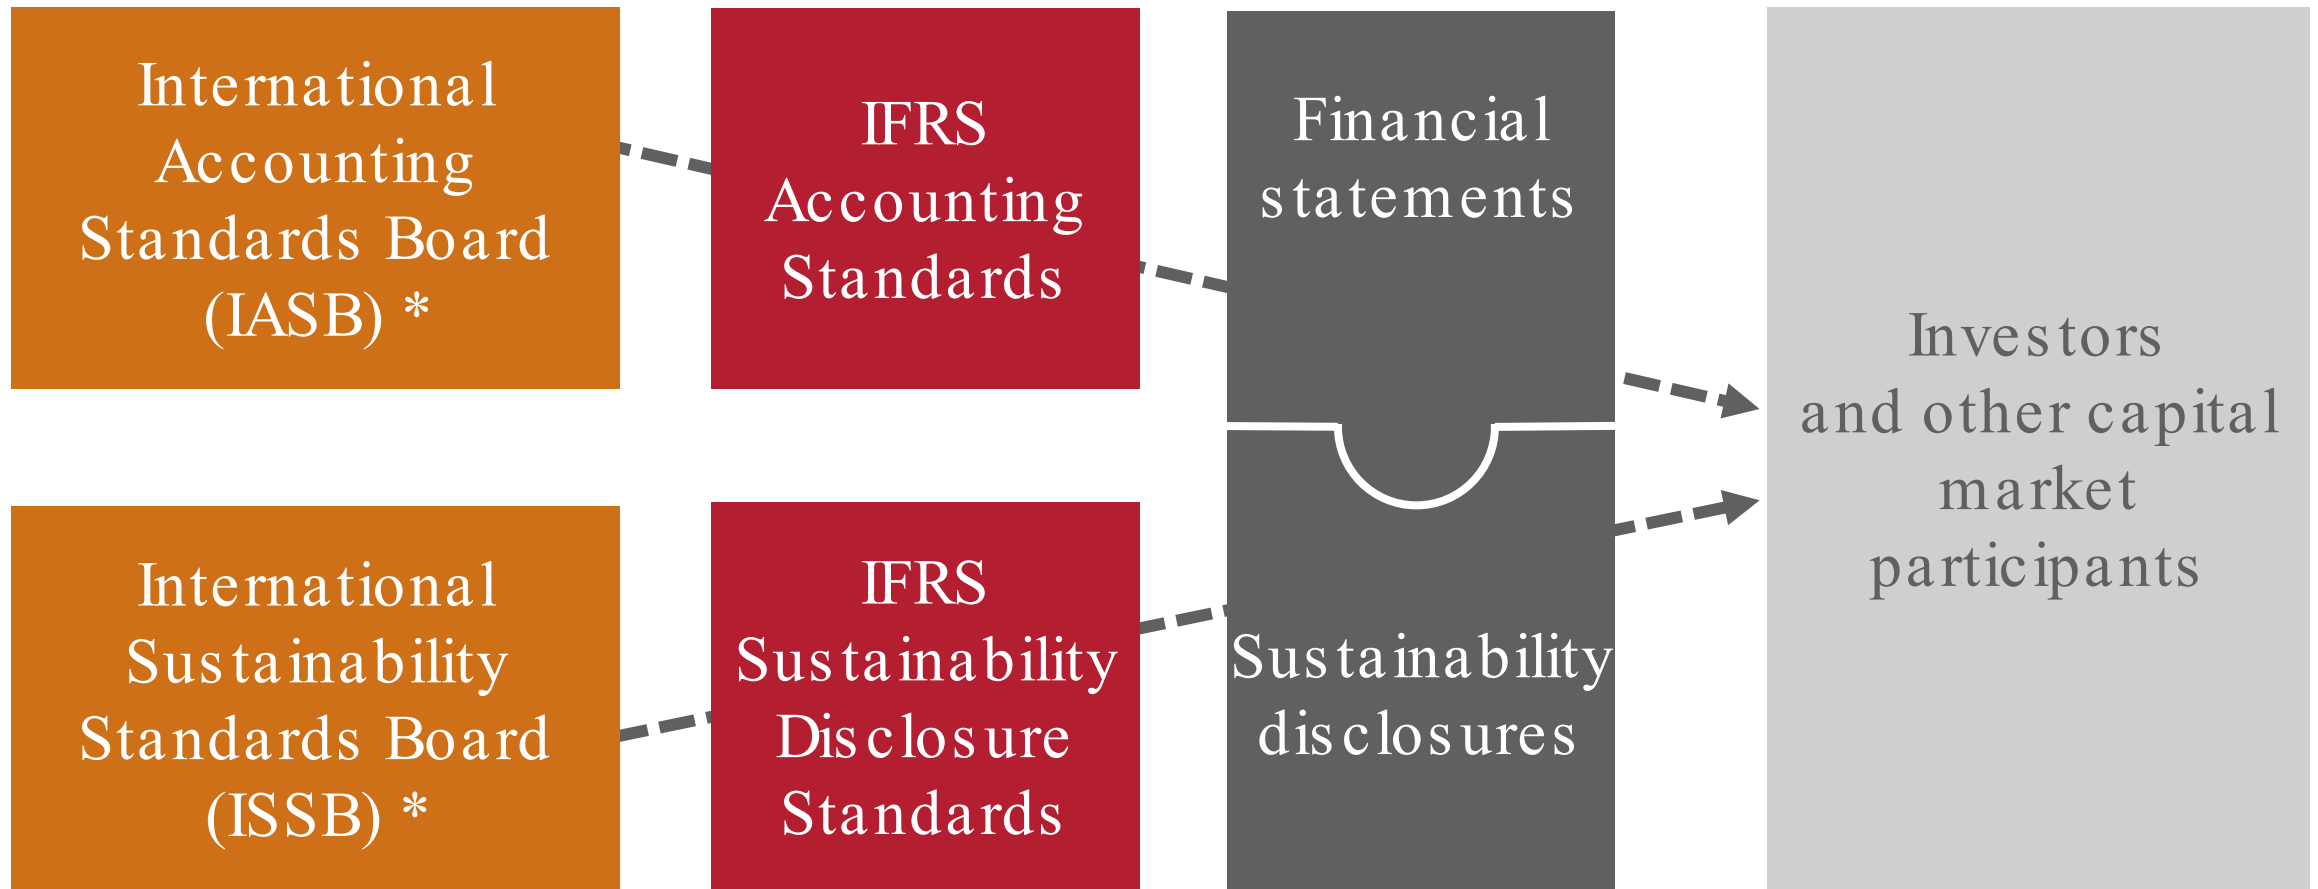 International
Accounting
Standards Board
(IASB) *
IFRS
Accounting
Standards
Financial
statements
International
Sustainability
Standards Board
(ISSB) *
IFRS
Sustainability
Disclosure
Standards
Sustainability
disclosures
Investors
and other capital
market
participants